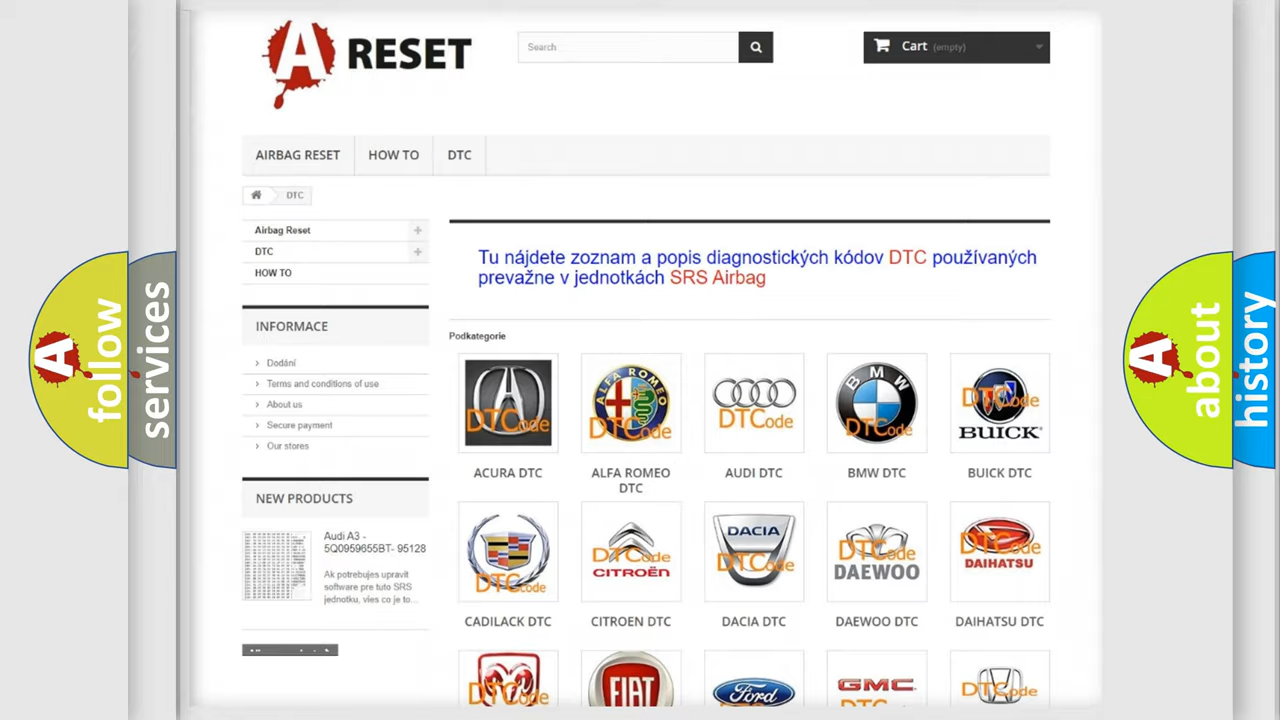 A RESET
Search
Cart (empty)
AIRBAG RESET
HOW TO
DTC
DTC
Airbag Reset
DTC
HOW TO
Tu nájdete zoznam a popis diagnostických kódov DTC používaných
prevažne v jednotkách SRS Airbag
INFORMACE
Podkategorie
Dodání
Terms and conditions of use
About us
Secure payment
Our stores
ALFA ROMEO
BMW
BUICK
DTCode
DTCode
DTCode
DTCode
DTCode
ACURA DTC
ALFA ROMEO
DTC
AUDI DTC
BMW DTC
BUICK DTC
NEW PRODUCTS
Audi A3 -
5Q0959655BT- 95128
Ak potrebujes upravit
software pre tuto SRS
jednotku, vies co je to...
DTCode
DTCode
CITROËN
DACIA
DTCode
DTCode
DAEWOO
DTCode
DAIHATSU
CADILACK DTC
CITROEN DTC
DACIA DTC
DAEWOO DTC
DAIHATSU DTC
DTCode
FIAT
Ford
GMC
DTCode
A
follow
services
A
about
history